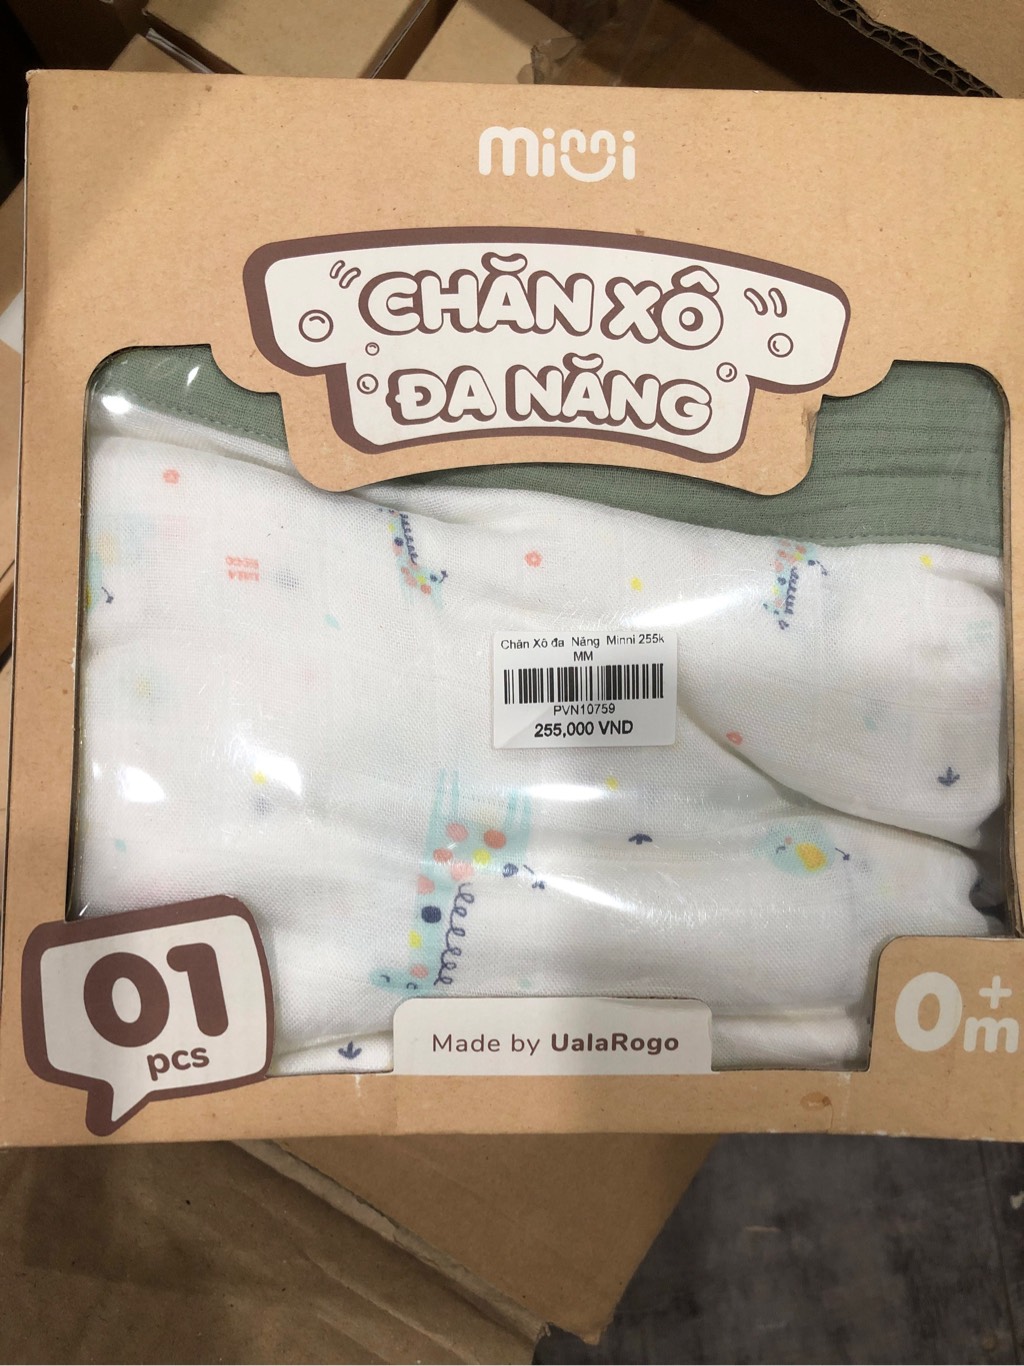 mimi
CHĂN XÔ
ĐA NĂNG
Chăn Xô đa Năng Minni 255k
MM
PVN10759
255,000 VND
01
pcs
Made by UalaRogo
0+
m